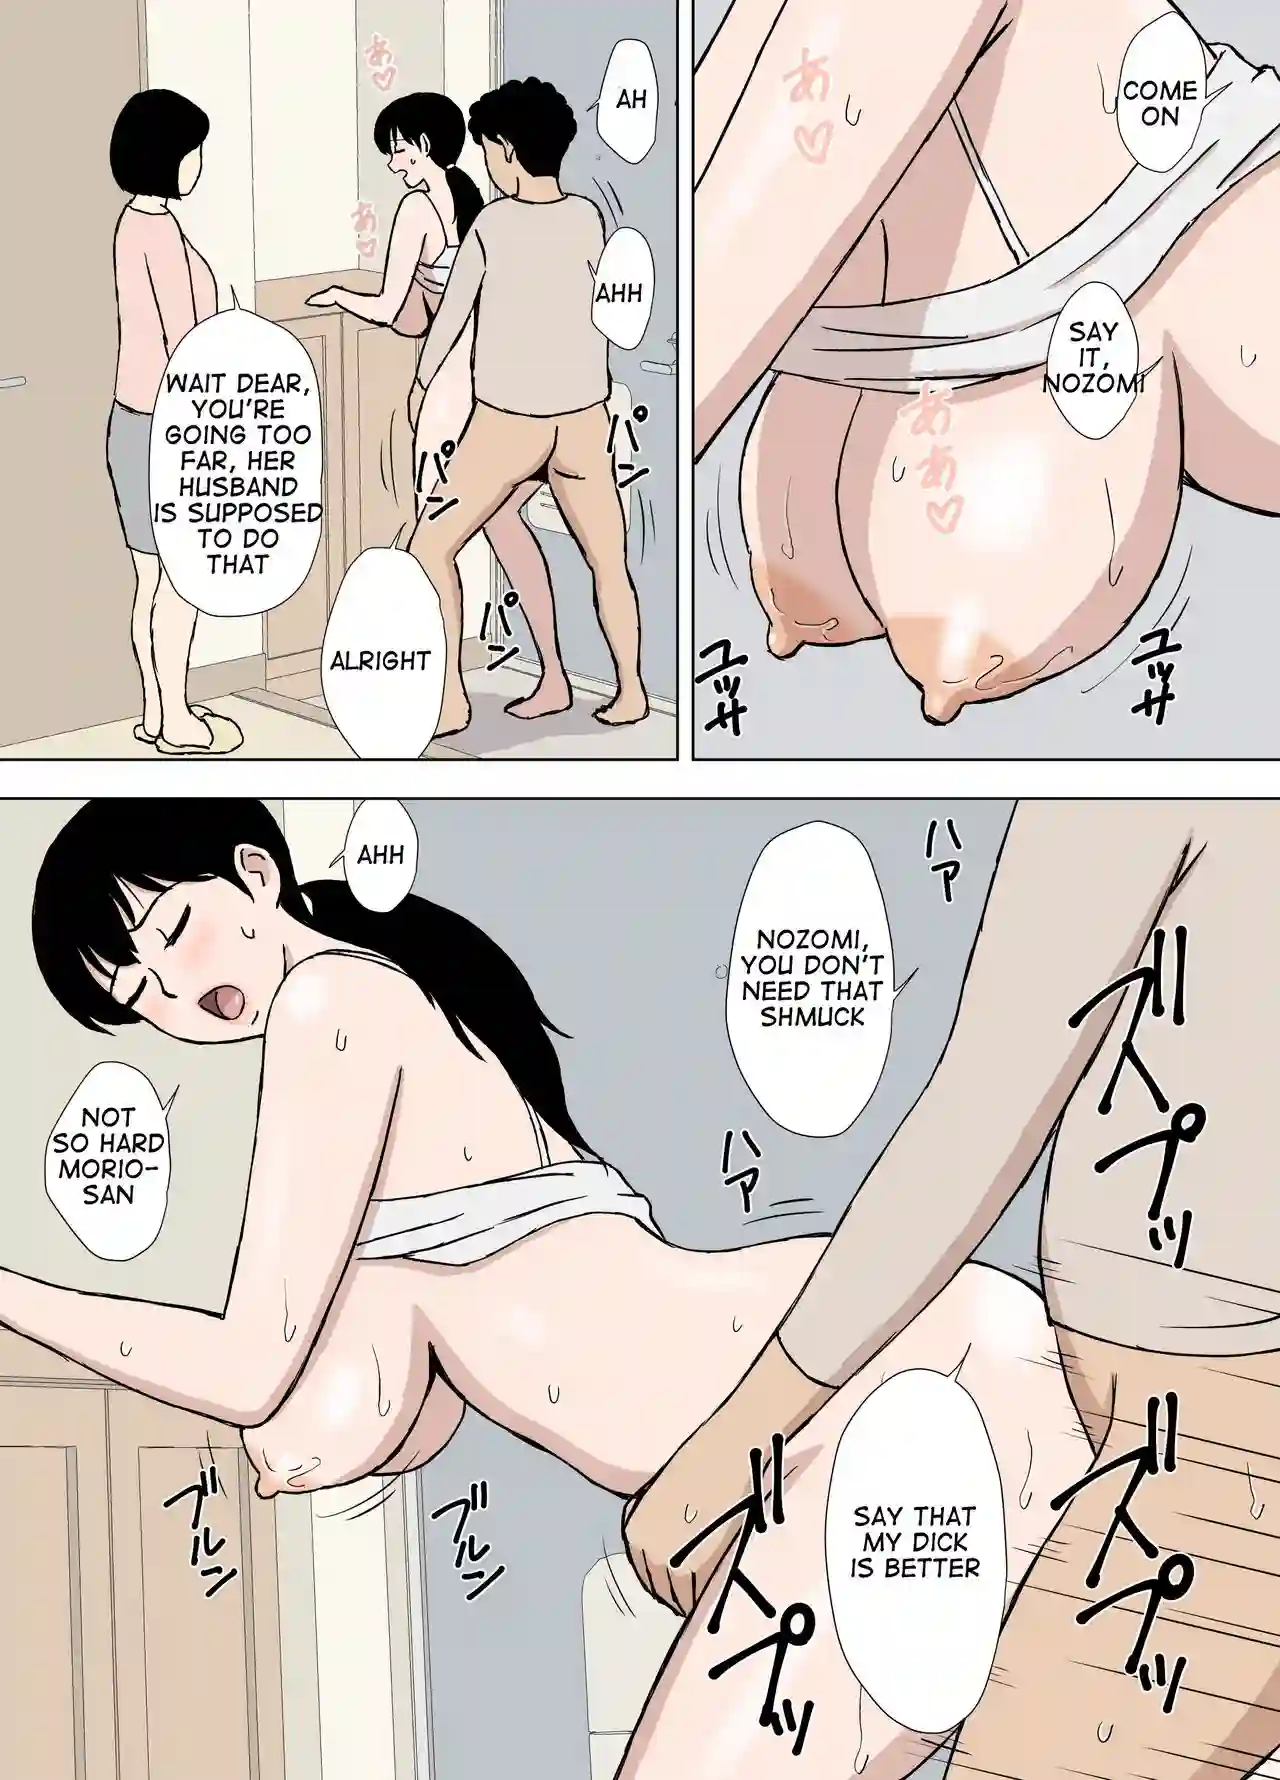 AH
AHH
WAIT DEAR,
YOU'RE
GOING TOO
FAR, HER
HUSBAND
IS SUPPOSED
TO DO
THAT
ALRIGHT
あ♡
あ♡
パン
パン
パン
COME
ON
SAY
IT,
NOZOMI
あ♡
ああ♡
ユッサ
ユッサ
AHH
NOZOMI,
YOU DON'T
NEED THAT
SHMUCK
NOT
SO HARD
MORIO-
SAN
SAY THAT
MY DICK
IS BETTER
ハァ
ハァ
ズプッ
ズプッ
ズプッ
ブルン
ブルン